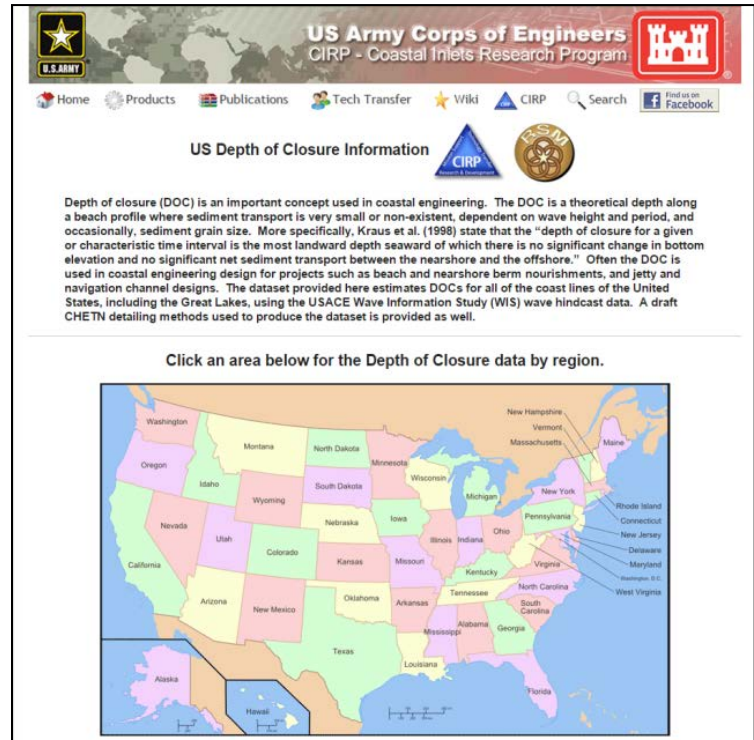 US Army Corps of Engineers
CIRP - Coastal Inlets Research Program
U.S.ARMY
Home Products Publications Tech Transfer Wiki CIRP Search Find us on Facebook
US Depth of Closure Information
CIRP
Research & Development
RSM
Depth of closure (DOC) is an important concept used in coastal engineering. The DOC is a theoretical depth along
a beach profile where sediment transport is very small or non-existent, dependent on wave height and period, and
occasionally, sediment grain size. More specifically, Kraus et al. (1998) state that the “depth of closure for a given
or characteristic time interval is the most landward depth seaward of which there is no significant change in bottom
elevation and no significant net sediment transport between the nearshore and the offshore.” Often the DOC is
used in coastal engineering design for projects such as beach and nearshore berm nourishments, and jetty and
navigation channel designs. The dataset provided here estimates DOCs for all of the coast lines of the United
States, including the Great Lakes, using the USACE Wave Information Study (WIS) wave hindcast data. A draft
CHETN detailing methods used to produce the dataset is provided as well.
Click an area below for the Depth of Closure data by region.
Washington
Oregon
California
Nevada
Idaho
Montana
Wyoming
Utah
Arizona
Colorado
New Mexico
North Dakota
South Dakota
Nebraska
Kansas
Oklahoma
Texas
Minnesota
Iowa
Missouri
Arkansas
Louisiana
Wisconsin
Illinois
Michigan
Indiana
Ohio
Kentucky
Tennessee
Mississippi
Alabama
Georgia
Florida
South
Carolina
North Carolina
Virginia
West Virginia
Washington, D.C.
Maryland
Delaware
New Jersey
Connecticut
Rhode Island
Pennsylvania
New York
Maine
New Hampshire
Vermont
Massachusetts
Alaska
Hawaii